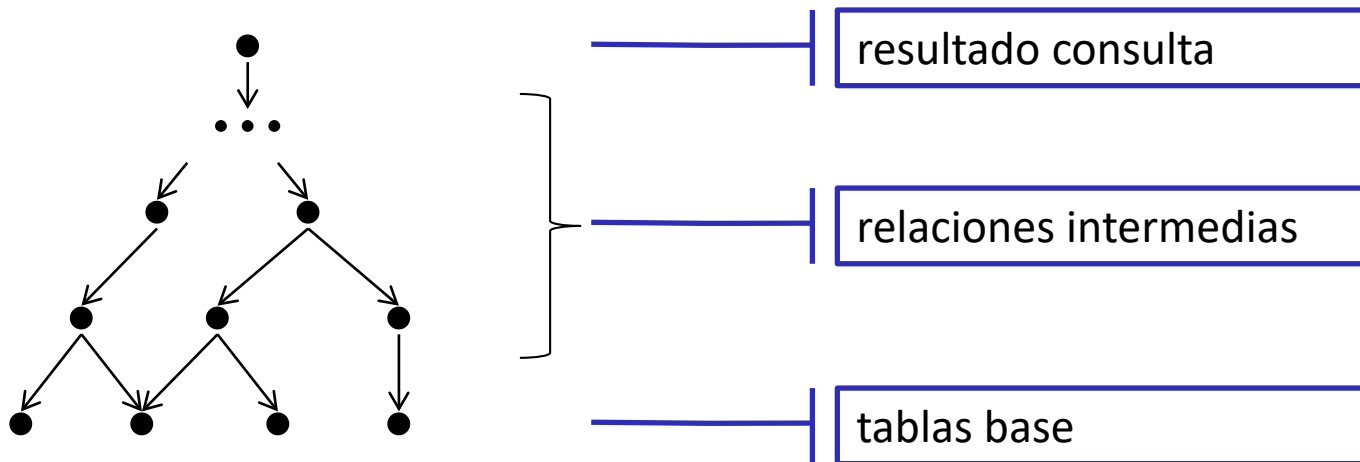 resultado consulta
relaciones intermedias
tablas base